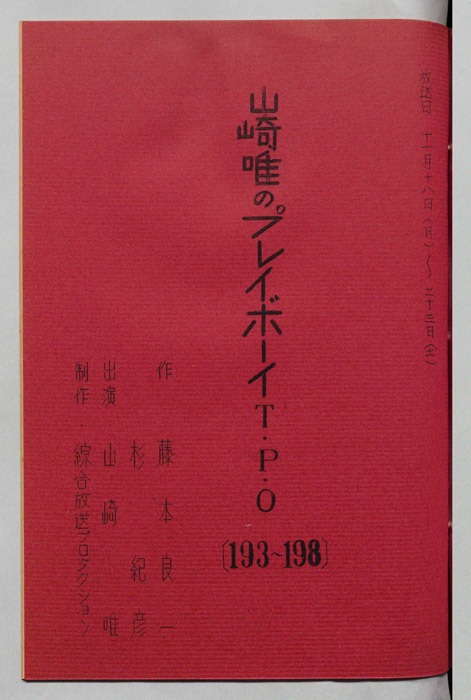 放送日 十一月十八日(月)~二十三日(土)
山崎唯のプレイボーイT・P・O
〔193~198〕
作 藤本良一
杉紀彦
出演 山崎唯
制作・綜合放送プロダクション